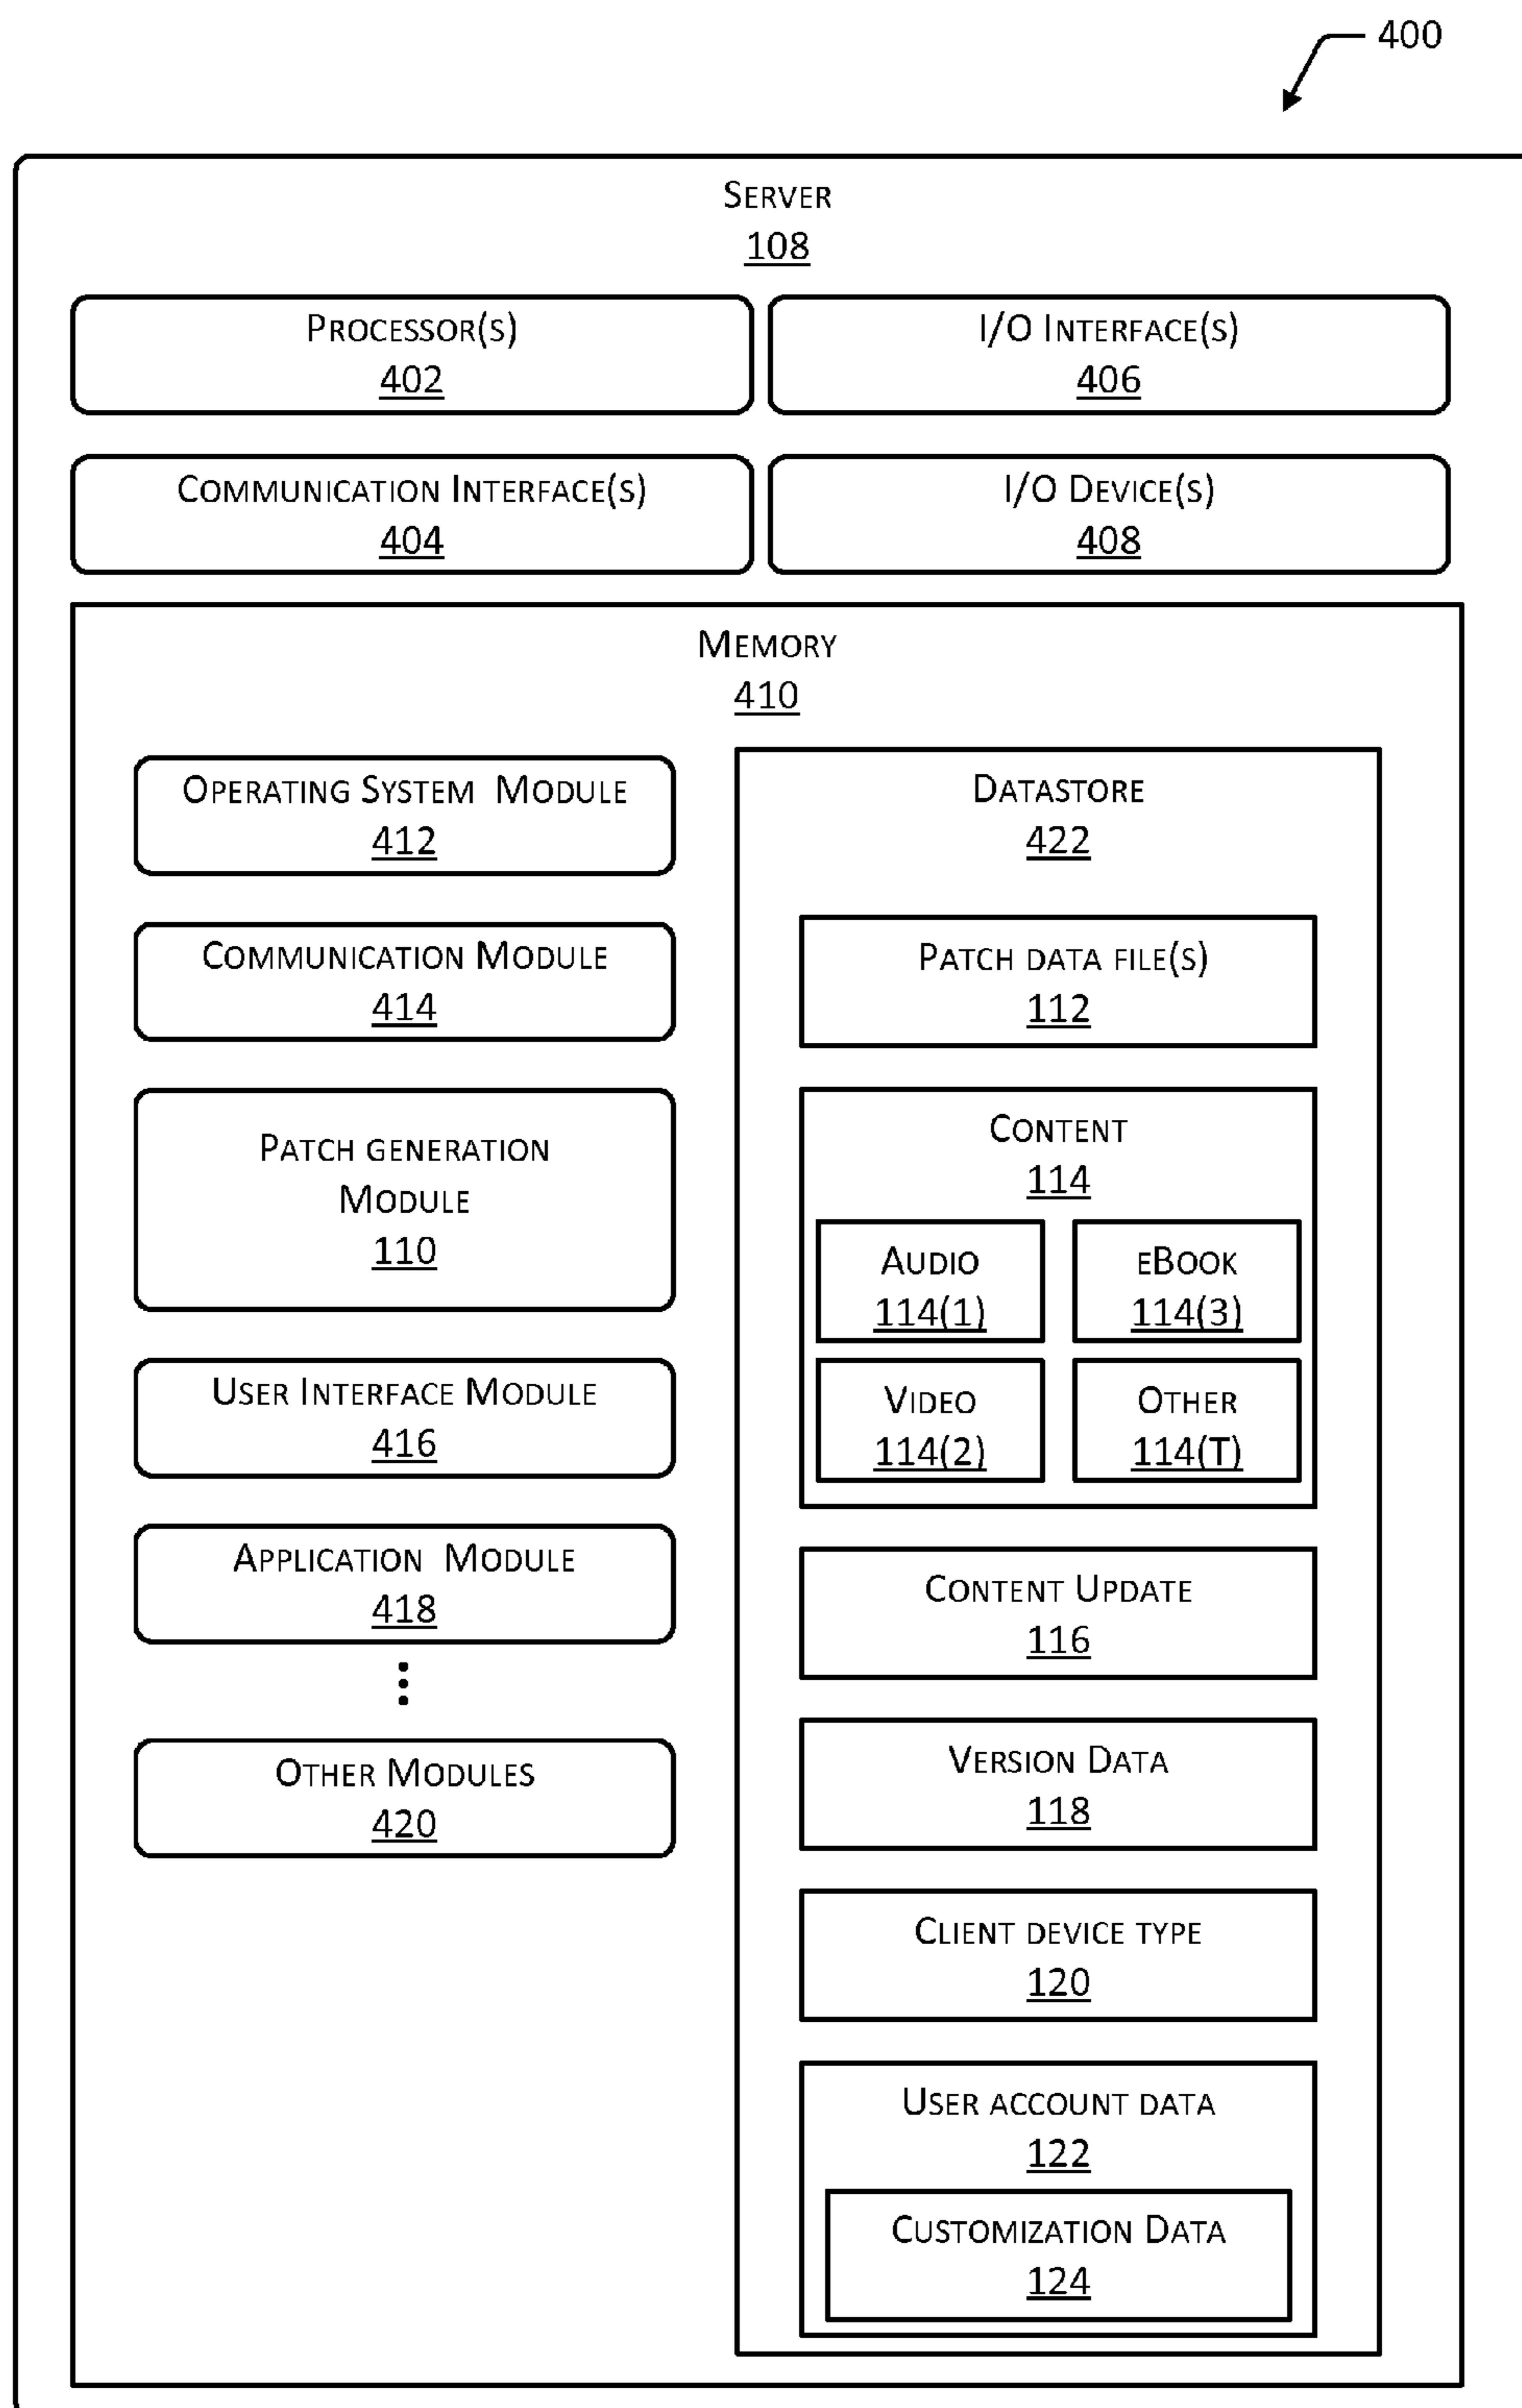 400
Server
108
Processor(s)
402
I/O Interface(s)
406
Communication Interface(s)
404
I/O Device(s)
408
Memory
410
Operating System Module
412
Communication Module
414
Patch generation
Module
110
User Interface Module
416
Application Module
418
Other Modules
420
Datastore
422
Patch data file(s)
112
Content
114
Audio
114(1)
eBook
114(3)
Video
114(2)
Other
114(T)
Content Update
116
Version Data
118
Client device type
120
User account data
122
Customization Data
124